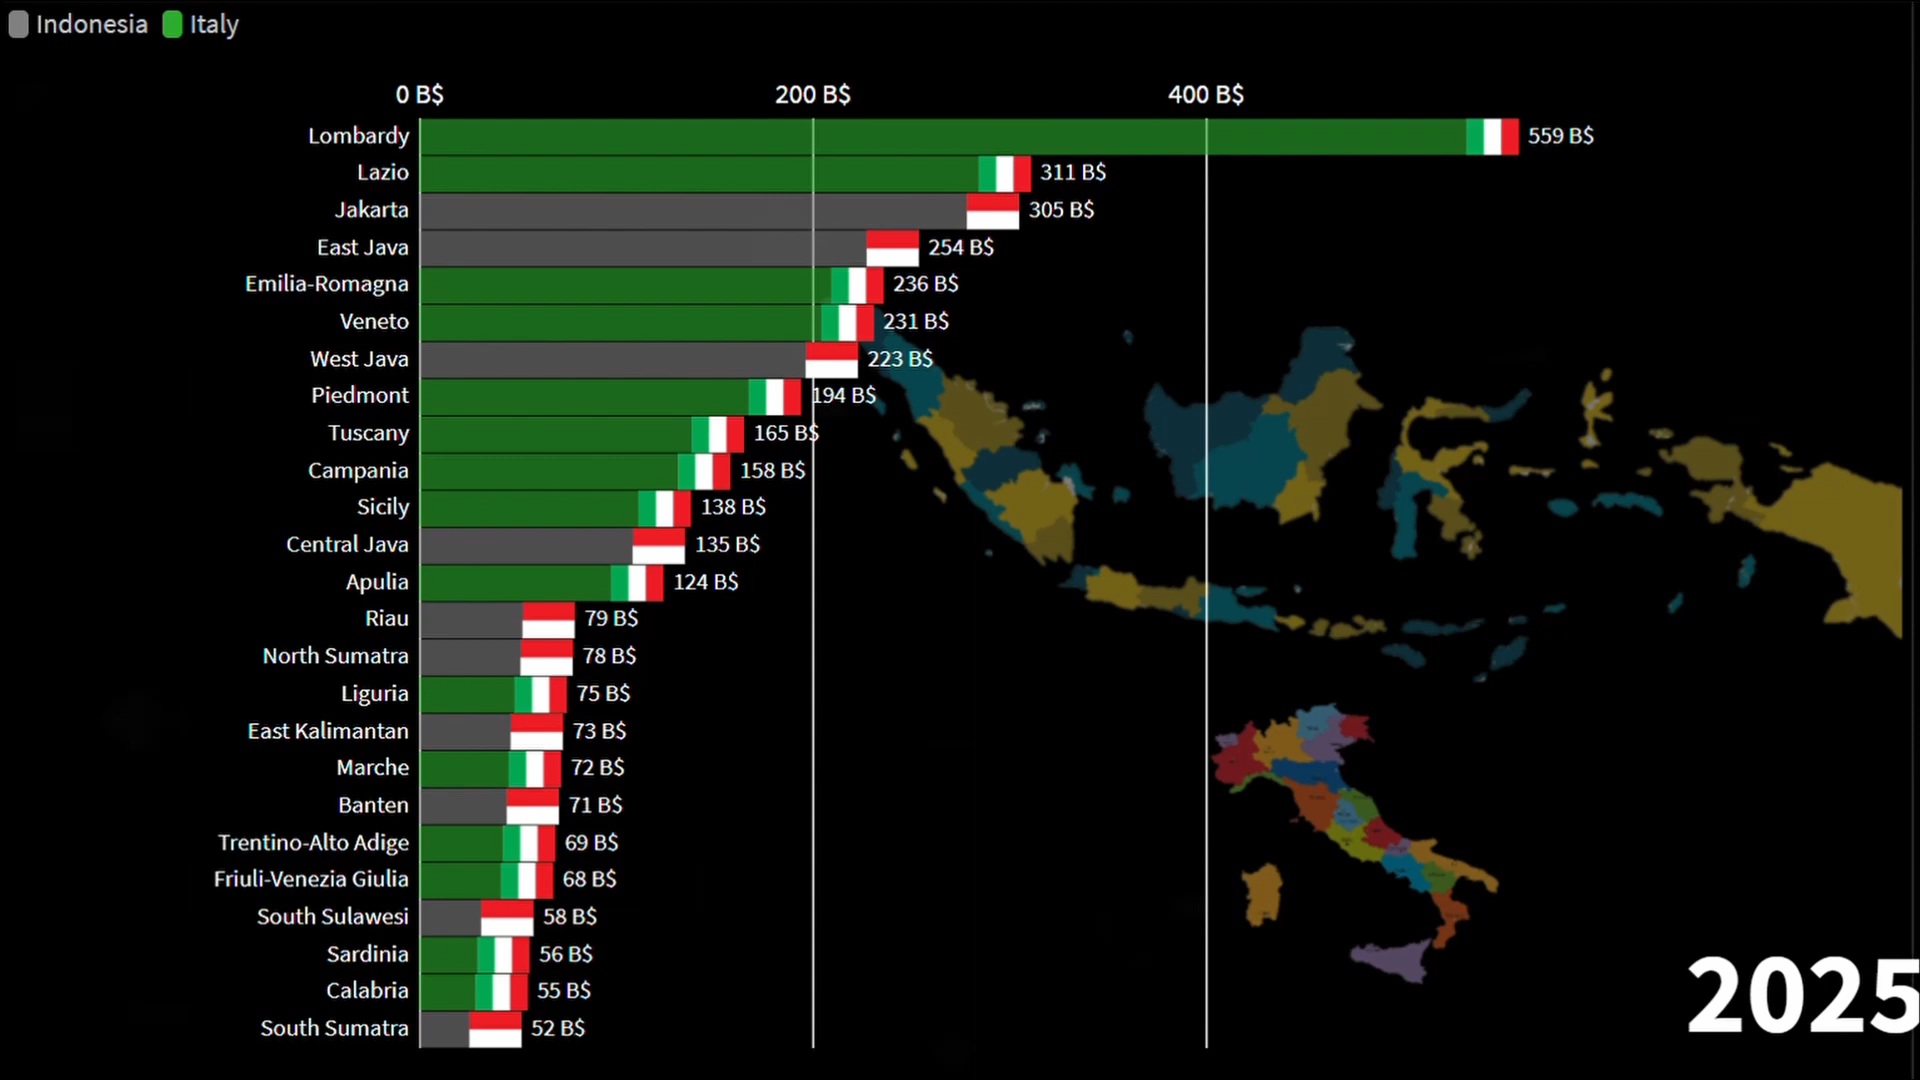 Indonesia Italy
0 B$ 200 B$ 400 B$
Lombardy 559 B$
Lazio 311 B$
Jakarta 305 B$
East Java 254 B$
Emilia-Romagna 236 B$
Veneto 231 B$
West Java 223 B$
Piedmont 194 B$
Tuscany 165 B$
Campania 158 B$
Sicily 138 B$
Central Java 135 B$
Apulia 124 B$
Riau 79 B$
North Sumatra 78 B$
Liguria 75 B$
East Kalimantan 73 B$
Marche 72 B$
Banten 71 B$
Trentino-Alto Adige 69 B$
Friuli-Venezia Giulia 68 B$
South Sulawesi 58 B$
Sardinia 56 B$
Calabria 55 B$
South Sumatra 52 B$
2025